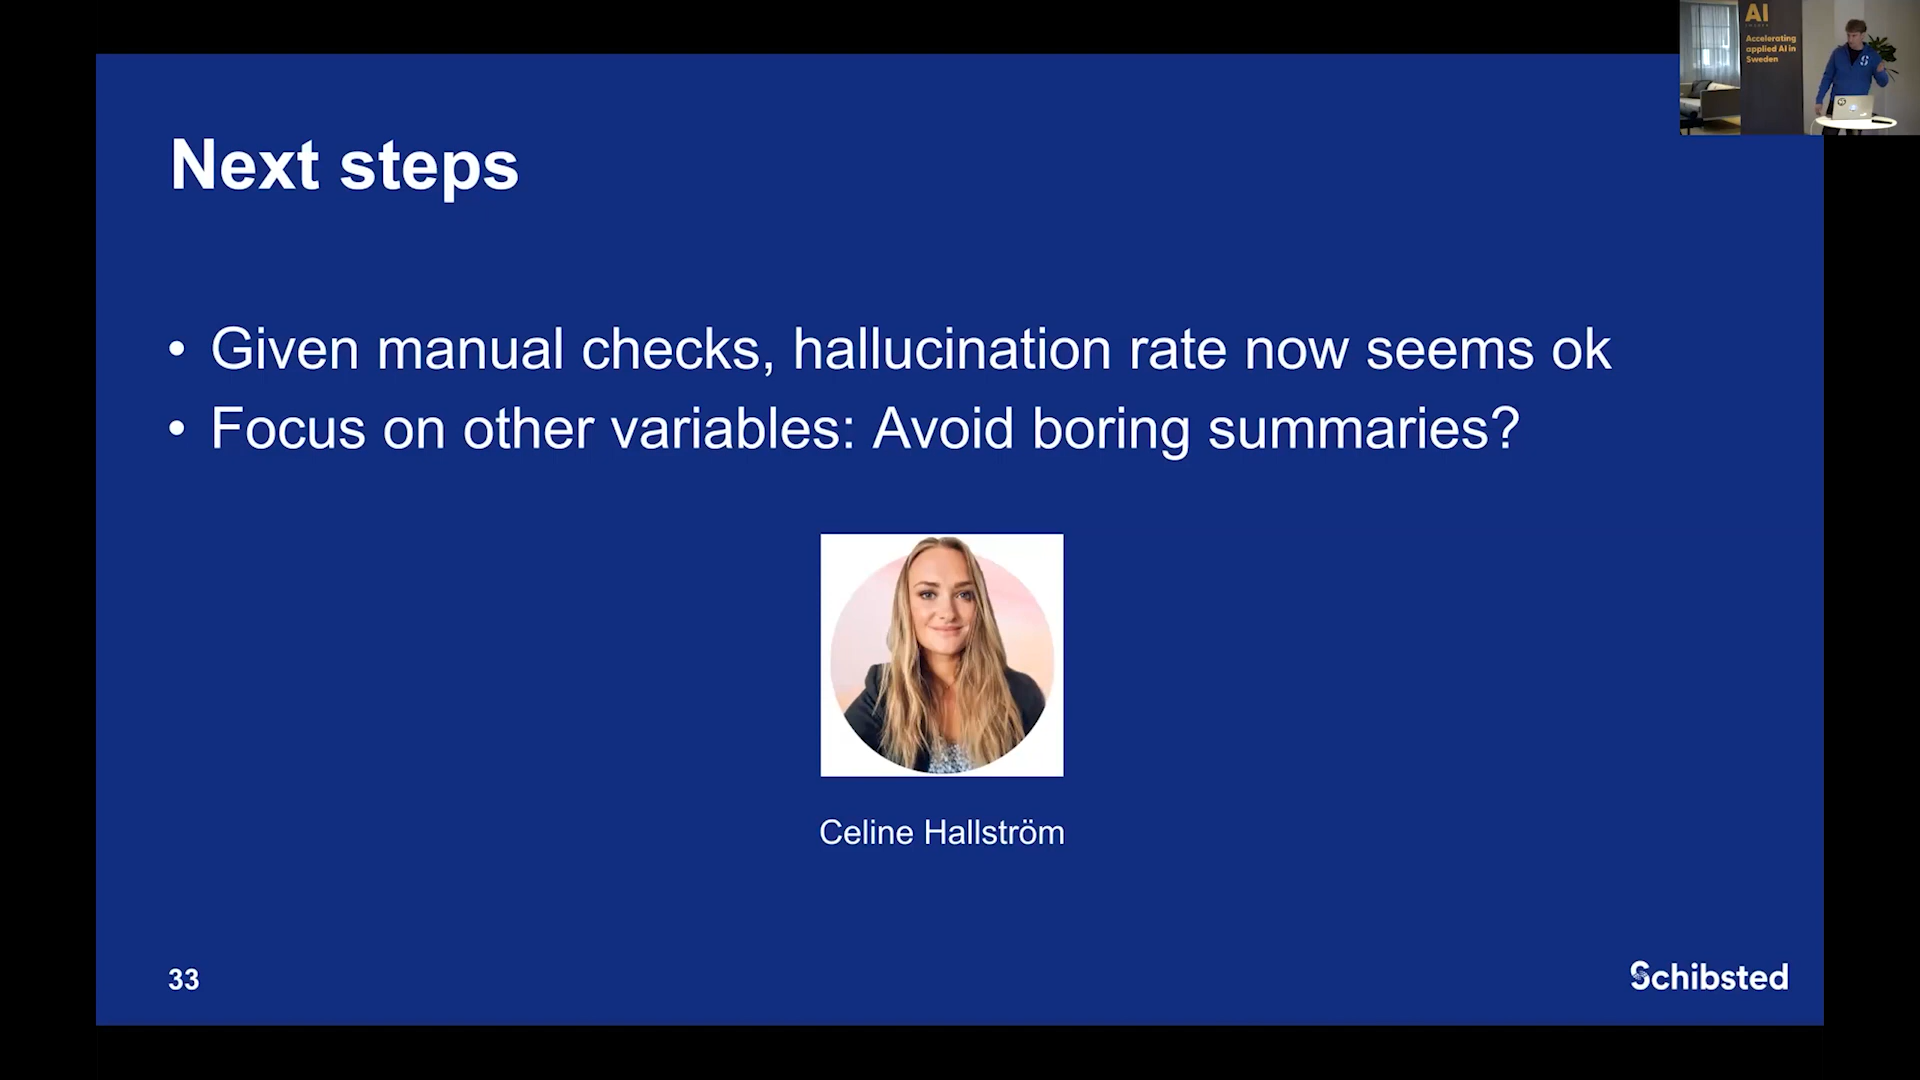 AI
Accelerating
applied AI in
Sweden
Next steps
• Given manual checks, hallucination rate now seems ok
• Focus on other variables: Avoid boring summaries?
Celine Hallström
33
Schibsted